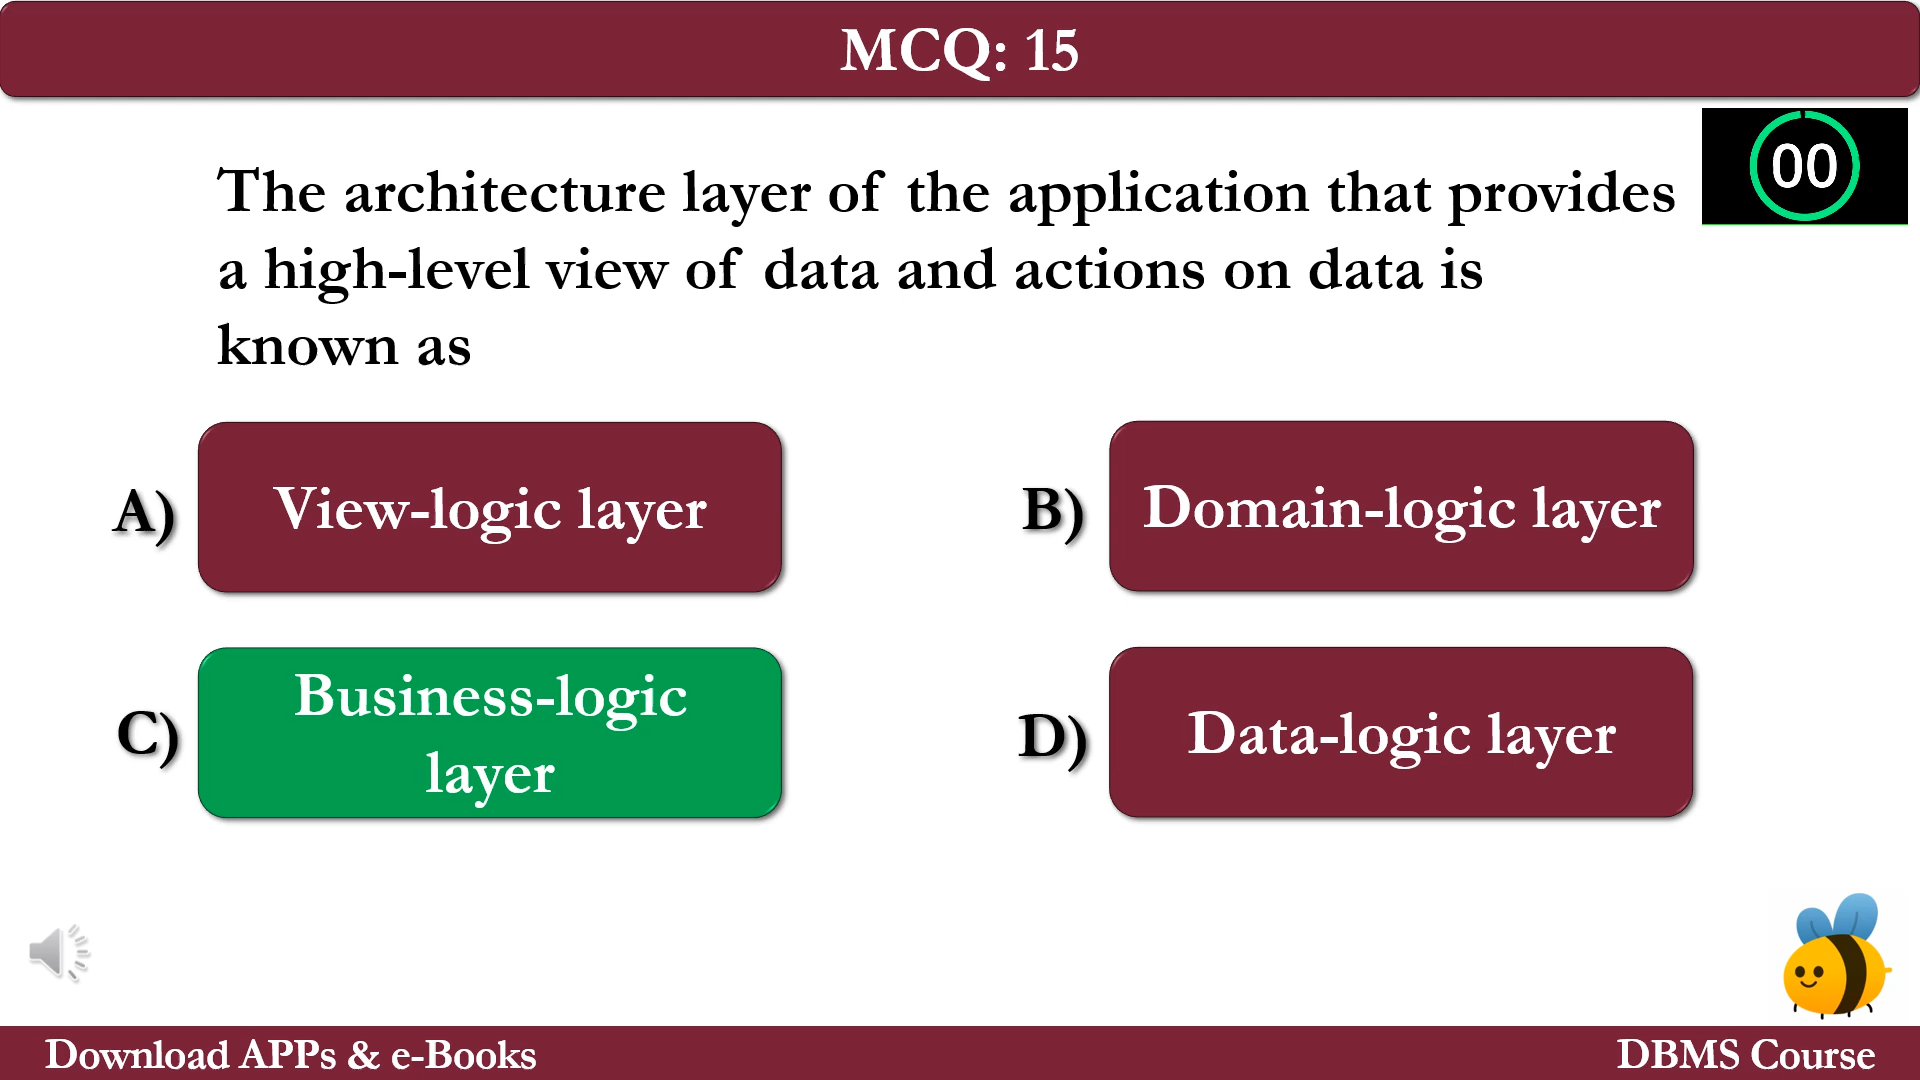 MCQ: 15
00
The architecture layer of the application that provides
a high-level view of data and actions on data is
known as
A) View-logic layer
B) Domain-logic layer
C) Business-logic
layer
D) Data-logic layer
Download APPs & e-Books
DBMS Course